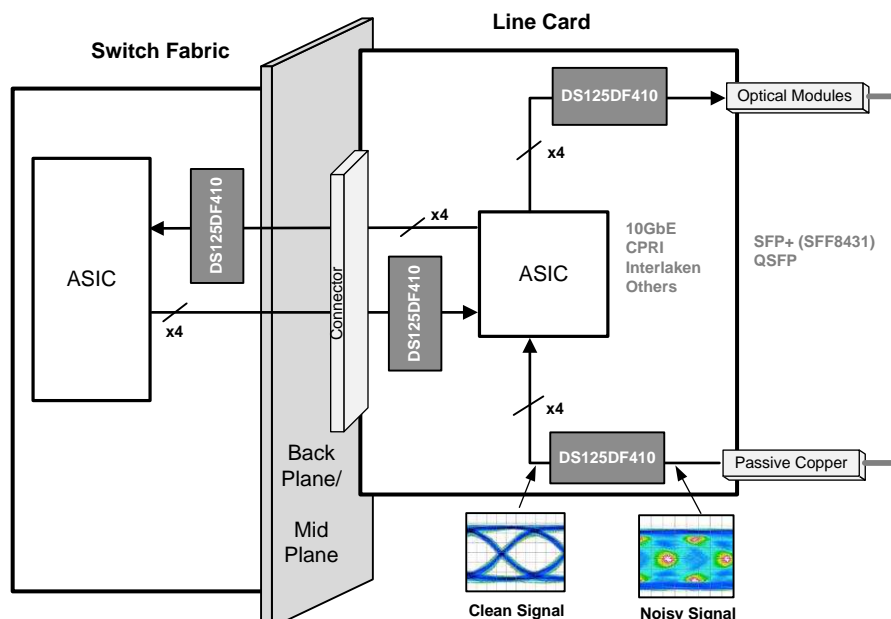 Switch Fabric
Line Card
DS125DF410
Optical Modules
x4
DS125DF410
x4
ASIC
ASIC
10GbE
CPRI
Interlaken
Others
SFP+ (SFF8431)
QSFP
Connector
DS125DF410
x4
x4
DS125DF410
Passive Copper
Back
Plane/
Mid
Plane
Clean Signal
Noisy Signal